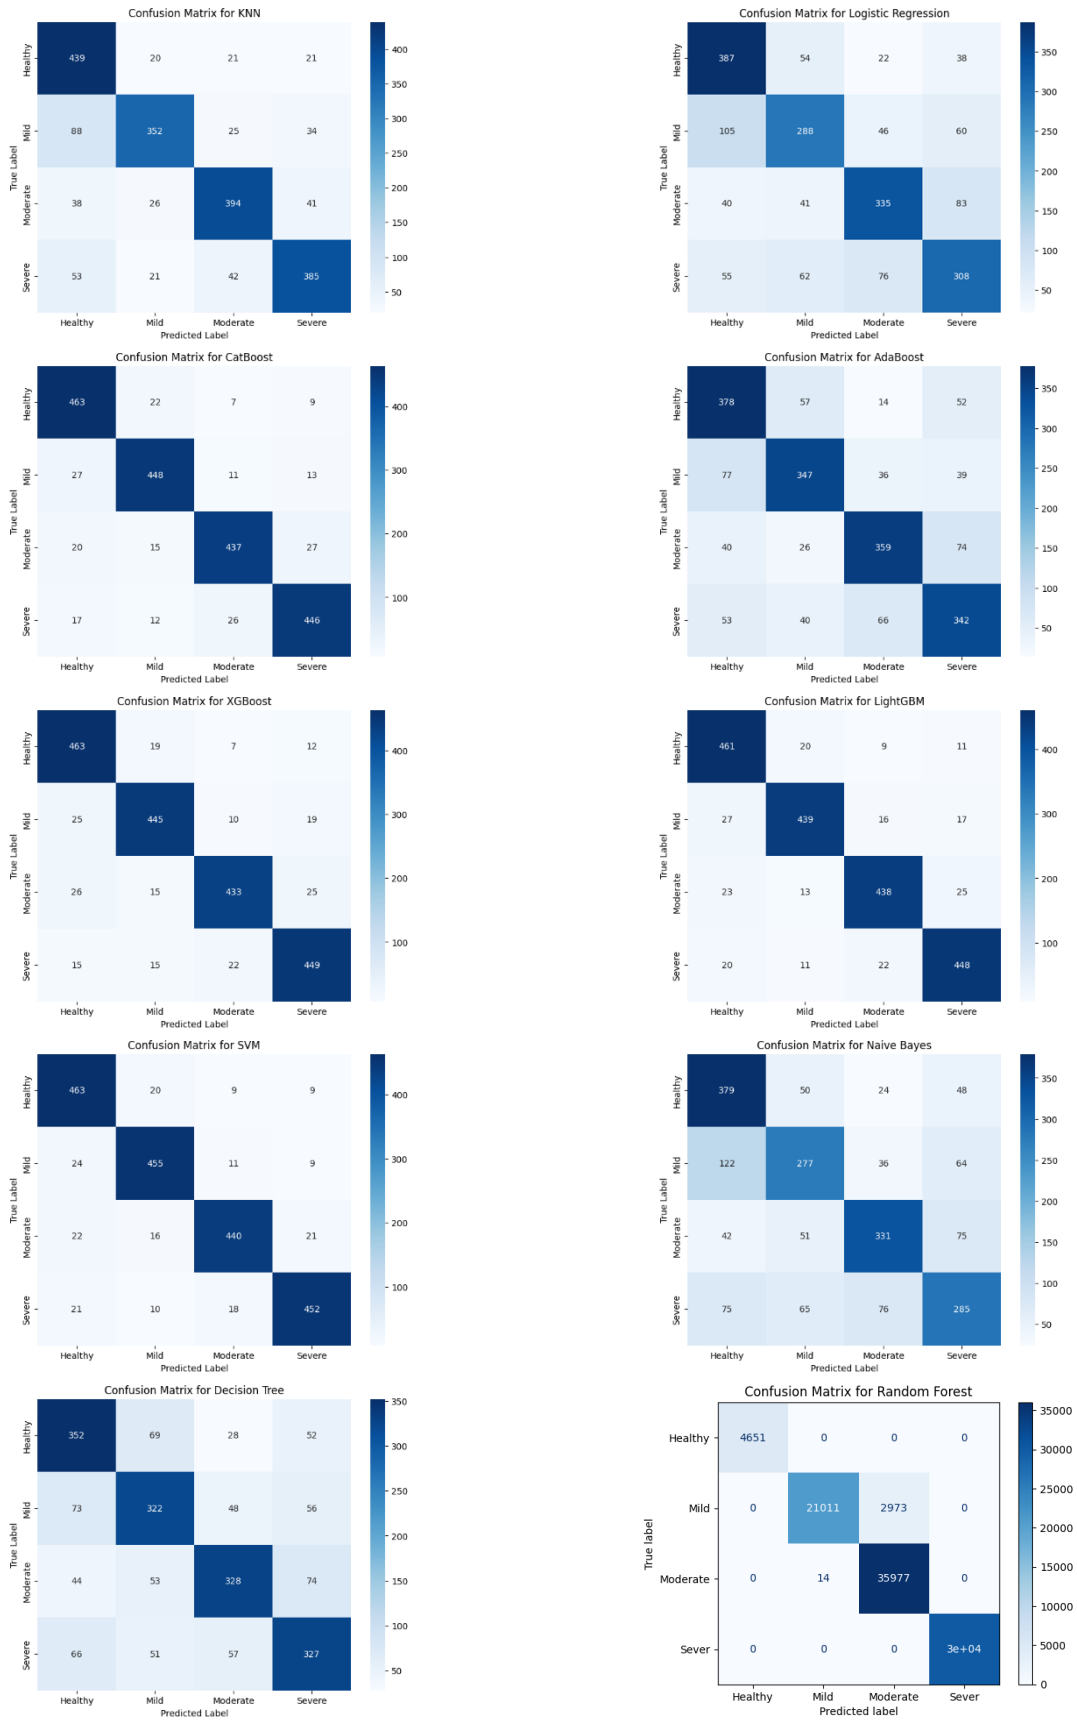 Confusion Matrix for KNN
Healthy 439 20 21 21
Mild 88 352 25 34
Moderate 38 26 394 41
Severe 53 21 42 385
True Label
Healthy Mild Moderate Severe
Predicted Label
400
350
300
250
200
150
100
50
Confusion Matrix for Logistic Regression
Healthy 387 54 22 38
Mild 105 288 46 60
Moderate 40 41 335 83
Severe 55 62 76 308
True Label
Healthy Mild Moderate Severe
Predicted Label
350
300
250
200
150
100
50
Confusion Matrix for CatBoost
Healthy 463 22 7 9
Mild 27 448 11 13
Moderate 20 15 437 27
Severe 17 12 26 446
True Label
Healthy Mild Moderate Severe
Predicted Label
400
300
200
100
Confusion Matrix for AdaBoost
Healthy 378 57 14 52
Mild 77 347 36 39
Moderate 40 26 359 74
Severe 53 40 66 342
True Label
Healthy Mild Moderate Severe
Predicted Label
350
300
250
200
150
100
50
Confusion Matrix for XGBoost
Healthy 463 19 7 12
Mild 25 445 10 19
Moderate 26 15 433 25
Severe 15 15 22 449
True Label
Healthy Mild Moderate Severe
Predicted Label
400
300
200
100
Confusion Matrix for LightGBM
Healthy 461 20 9 11
Mild 27 439 16 17
Moderate 23 13 438 25
Severe 20 11 22 448
True Label
Healthy Mild Moderate Severe
Predicted Label
400
300
200
100
Confusion Matrix for SVM
Healthy 463 20 9 9
Mild 24 455 11 9
Moderate 22 16 440 21
Severe 21 10 18 452
True Label
Healthy Mild Moderate Severe
Predicted Label
400
300
200
100
Confusion Matrix for Naive Bayes
Healthy 379 50 24 48
Mild 122 277 36 64
Moderate 42 51 331 75
Severe 75 65 76 285
True Label
Healthy Mild Moderate Severe
Predicted Label
350
300
250
200
150
100
50
Confusion Matrix for Decision Tree
Healthy 352 69 28 52
Mild 73 322 48 56
Moderate 44 53 328 74
Severe 66 51 57 327
True Label
Healthy Mild Moderate Severe
Predicted Label
350
300
250
200
150
100
50
Confusion Matrix for Random Forest
Healthy 4651 0 0 0
Mild 0 21011 2973 0
Moderate 0 14 35977 0
Sever 0 0 0 3e+04
True label
Healthy Mild Moderate Sever
Predicted label
35000
30000
25000
20000
15000
10000
5000
0